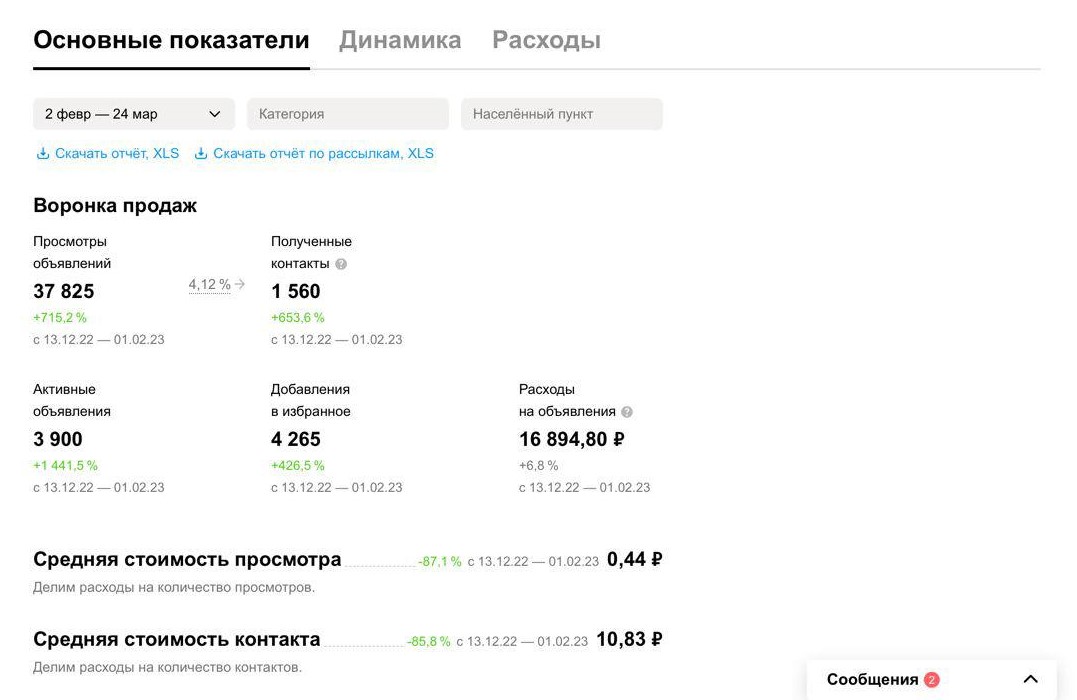 Основные показатели Динамика Расходы
2 февр — 24 мар Категория Населённый пункт
Скачать отчёт, XLS Скачать отчёт по рассылкам, XLS
Воронка продаж
Просмотры
объявлений
37 825
+715,2 %
с 13.12.22 — 01.02.23
4,12 % →
Полученные
контакты ?
1 560
+653,6 %
с 13.12.22 — 01.02.23
Активные
объявления
3 900
+1 441,5 %
с 13.12.22 — 01.02.23
Добавления
в избранное
4 265
+426,5 %
с 13.12.22 — 01.02.23
Расходы
на объявления ?
16 894,80 ₽
+6,8 %
с 13.12.22 — 01.02.23
Средняя стоимость просмотра -87,1 % с 13.12.22 — 01.02.23 0,44 ₽
Делим расходы на количество просмотров.
Средняя стоимость контакта -85,8 % с 13.12.22 — 01.02.23 10,83 ₽
Делим расходы на количество контактов.
Сообщения 2